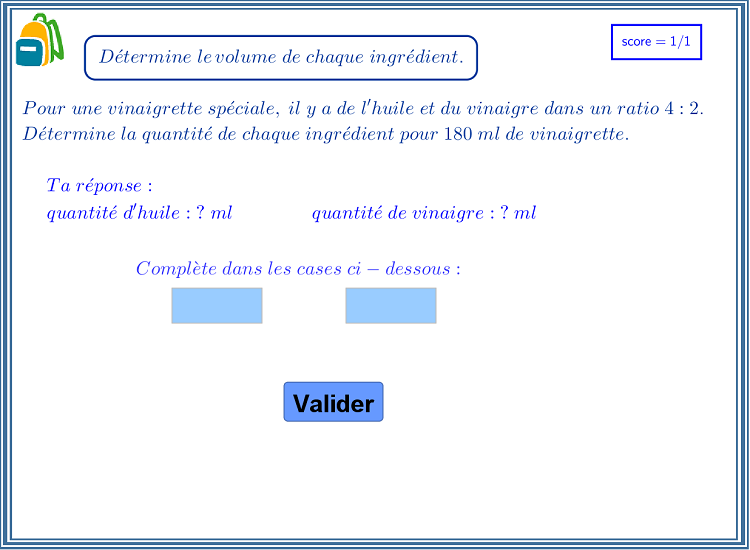 Détermine le volume de chaque ingrédient.
score = 1/1
Pour une vinaigrette spéciale, il y a de l'huile et du vinaigre dans un ratio 4 : 2.
Détermine la quantité de chaque ingrédient pour 180 ml de vinaigrette.
Ta réponse :
quantité d'huile : ? ml quantité de vinaigre : ? ml
Complète dans les cases ci − dessous :
Valider